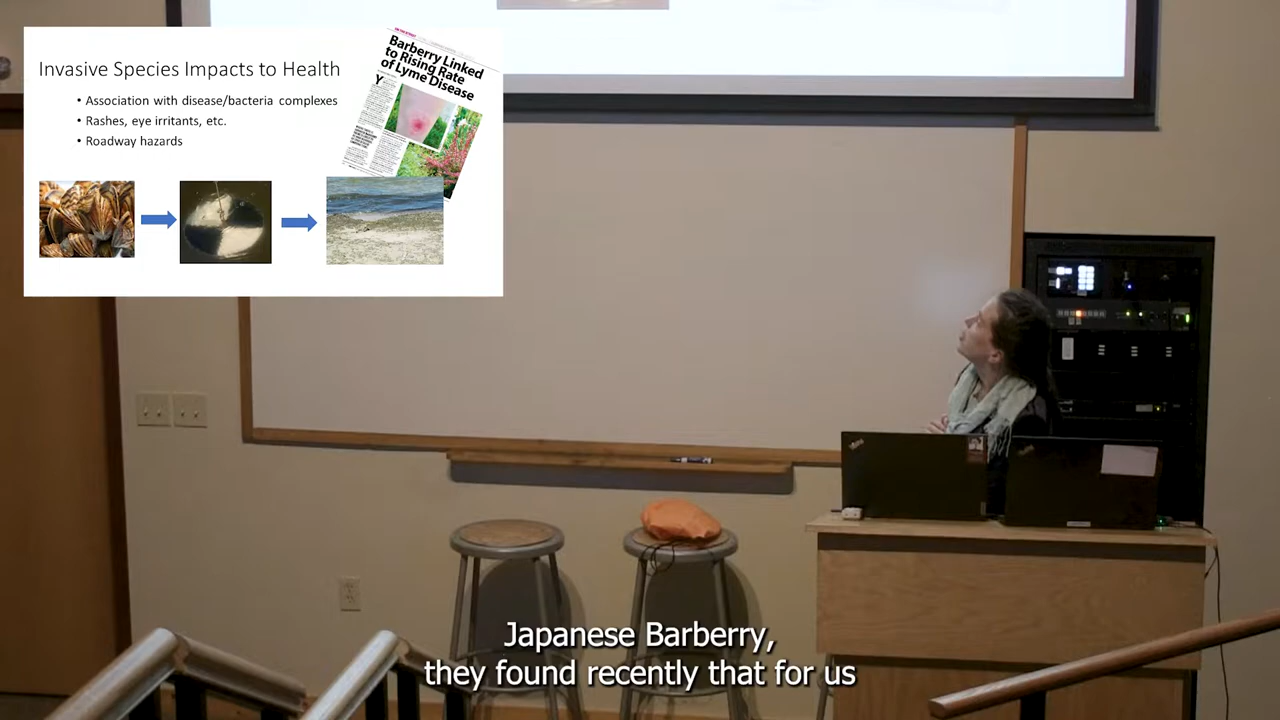 Invasive Species Impacts to Health
• Association with disease/bacteria complexes
• Rashes, eye irritants, etc.
• Roadway hazards
Barberry Linked
to Rising Rate
of Lyme Disease
Japanese Barberry,
they found recently that for us